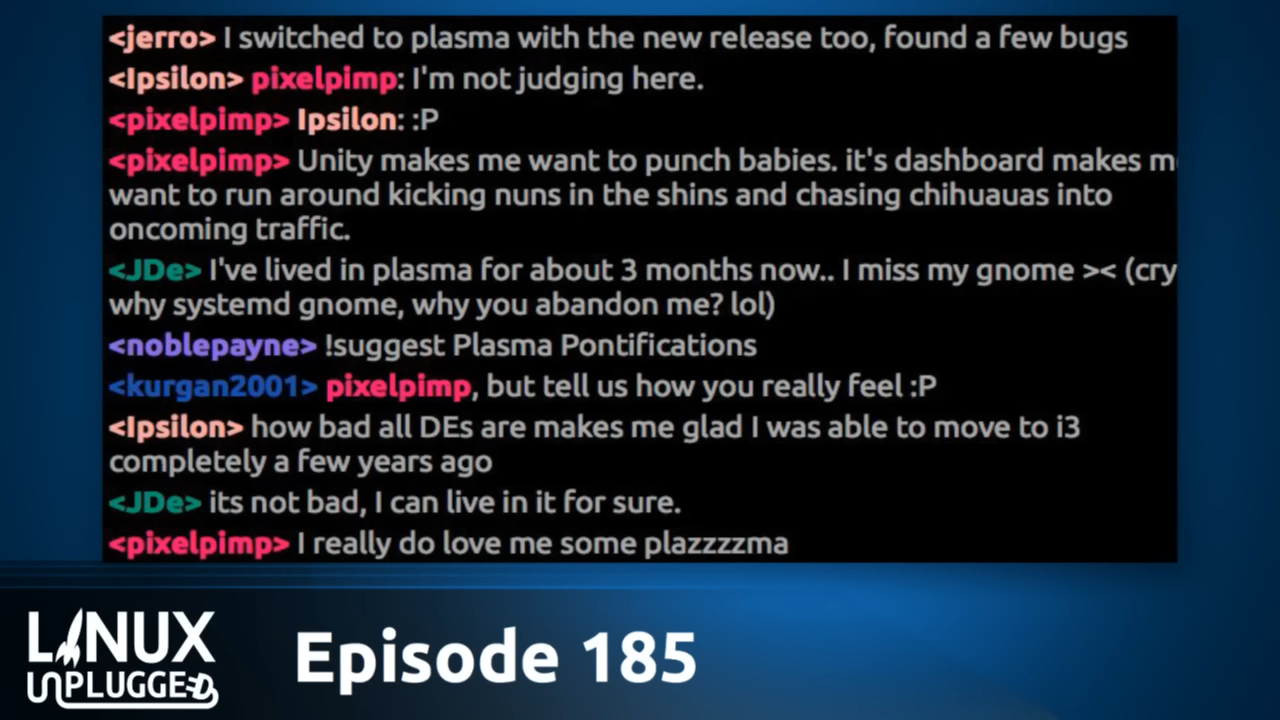 <jerro> I switched to plasma with the new release too, found a few bugs
<Ipsilon> pixelpimp: I'm not judging here.
<pixelpimp> Ipsilon: :P
<pixelpimp> Unity makes me want to punch babies. it's dashboard makes m
want to run around kicking nuns in the shins and chasing chihuauas into
oncoming traffic.
<JDe> I've lived in plasma for about 3 months now.. I miss my gnome >< (cry
why systemd gnome, why you abandon me? lol)
<noblepayne> !suggest Plasma Pontifications
<kurgan2001> pixelpimp, but tell us how you really feel :P
<Ipsilon> how bad all DEs are makes me glad I was able to move to i3
completely a few years ago
<JDe> its not bad, I can live in it for sure.
<pixelpimp> I really do love me some plazzzzma
LINUX
UNPLUGGED
Episode 185